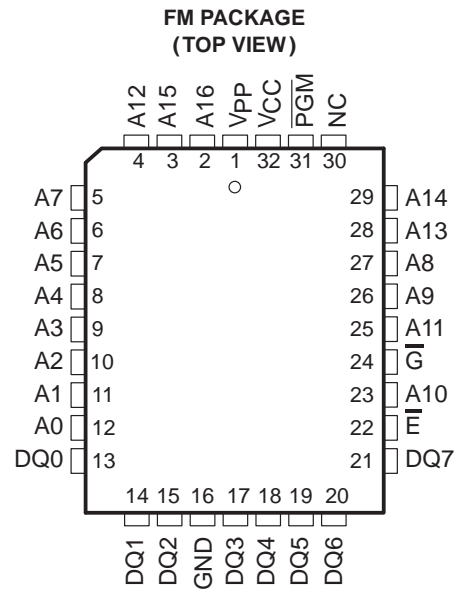 FM PACKAGE
(TOP VIEW)
A12 A15 A16 VPP VCC P̅G̅M̅ NC
4 3 2 1 32 31 30
A7 5 29 A14
A6 6 28 A13
A5 7 27 A8
A4 8 26 A9
A3 9 25 A11
A2 10 24 G̅
A1 11 23 A10
A0 12 22 E̅
DQ0 13 21 DQ7
14 15 16 17 18 19 20
DQ1 DQ2 GND DQ3 DQ4 DQ5 DQ6